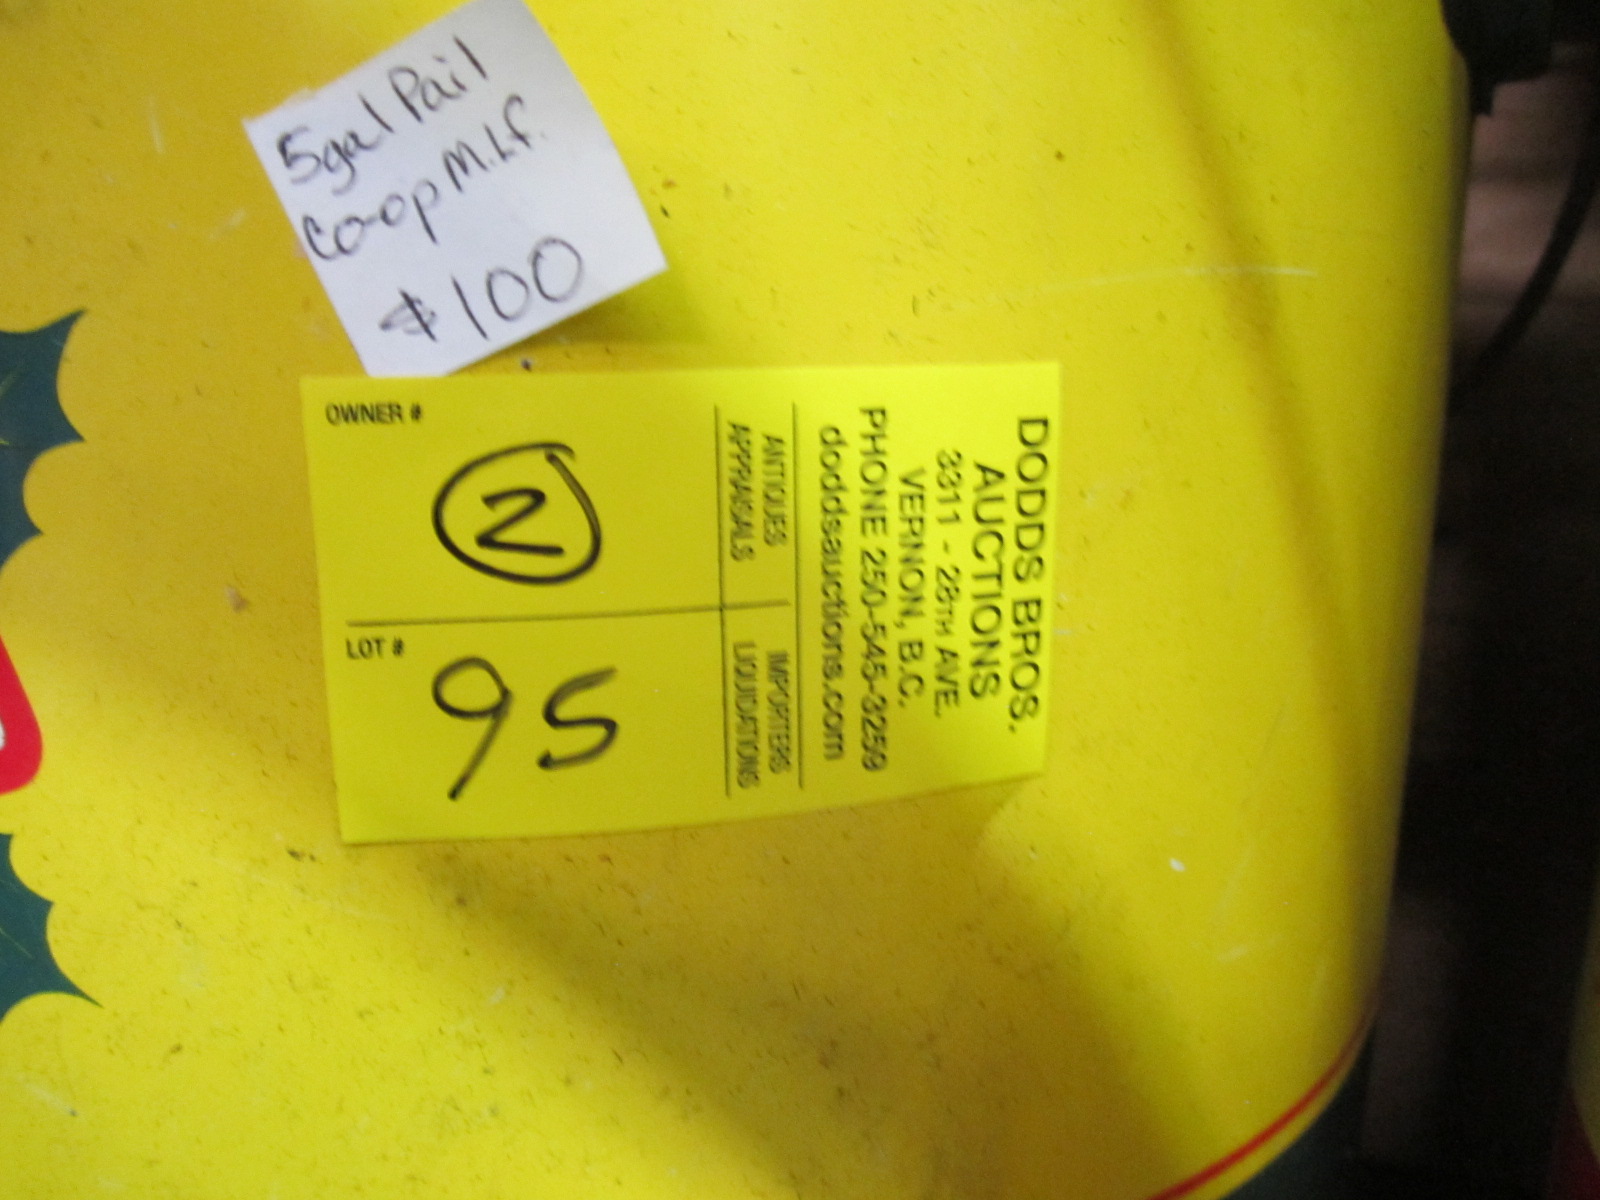 5gal Pail
Co-op M.L.f.
$100
DODDS BROS.
AUCTIONS
3311 - 28TH AVE.
VERNON, B.C.
PHONE 250-545-3259
doddsauctions.com
ANTIQUES
APPRAISALS
IMPORTERS
LIQUIDATIONS
OWNER #
2
LOT #
95